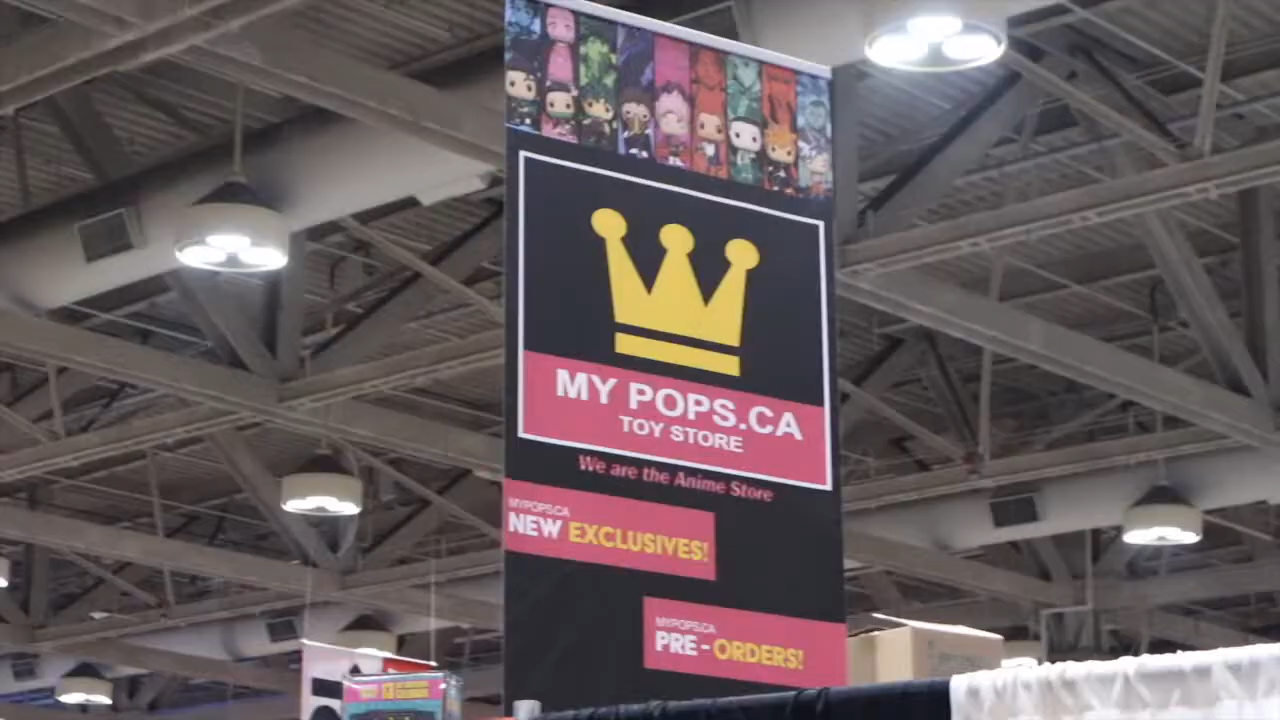 MY POPS.CA
TOY STORE
We are the Anime Store
MYPOPS.CA
NEW EXCLUSIVES!
MYPOPS.CA
PRE-ORDERS!